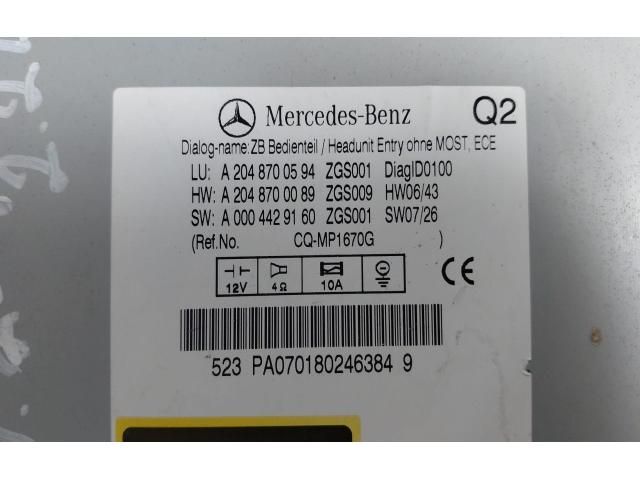 Mercedes-Benz Q2
Dialog-name:ZB Bedienteil / Headunit Entry ohne MOST, ECE
LU: A 204 870 05 94 ZGS001 DiagID0100
HW: A 204 870 00 89 ZGS009 HW06/43
SW: A 000 442 91 60 ZGS001 SW07/26
(Ref.No. CQ-MP1670G )
12V 4Ω 10A CE
523 PA070180246384 9